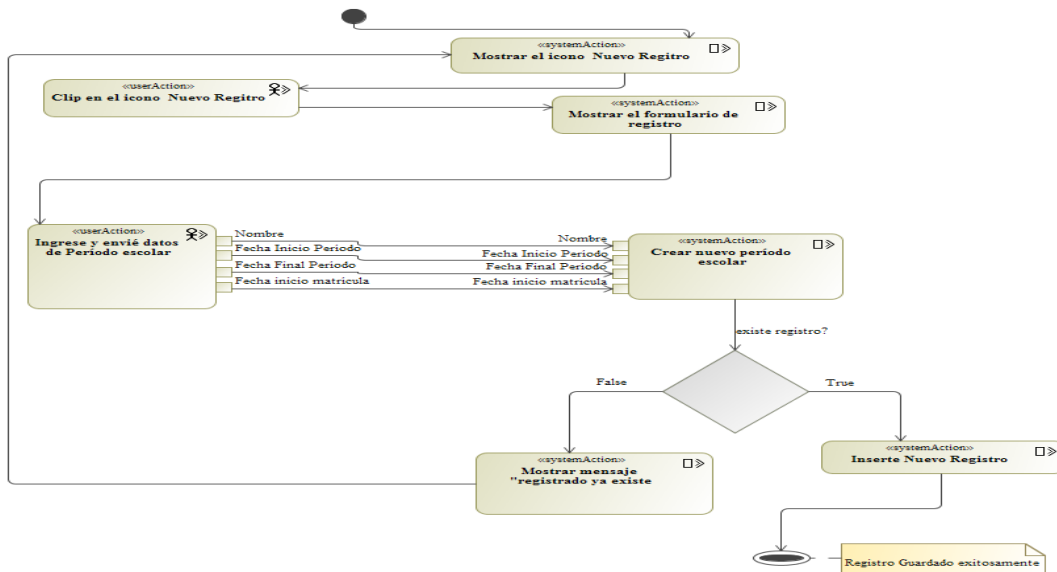 «systemAction»
Mostrar el icono Nuevo Regitro
«userAction»
Clip en el icono Nuevo Regitro
«systemAction»
Mostrar el formulario de
registro
«userAction»
Ingrese y envié datos
de Periodo escolar
Nombre
Fecha Inicio Periodo
Fecha Final Periodo
Fecha inicio matricula
Nombre
Fecha Inicio Periodo
Fecha Final Periodo
Fecha inicio matricula
«systemAction»
Crear nuevo periodo
escolar
existe registro?
False
True
«systemAction»
Mostrar mensaje
"registrado ya existe
«systemAction»
Inserte Nuevo Registro
Registro Guardado exitosamente